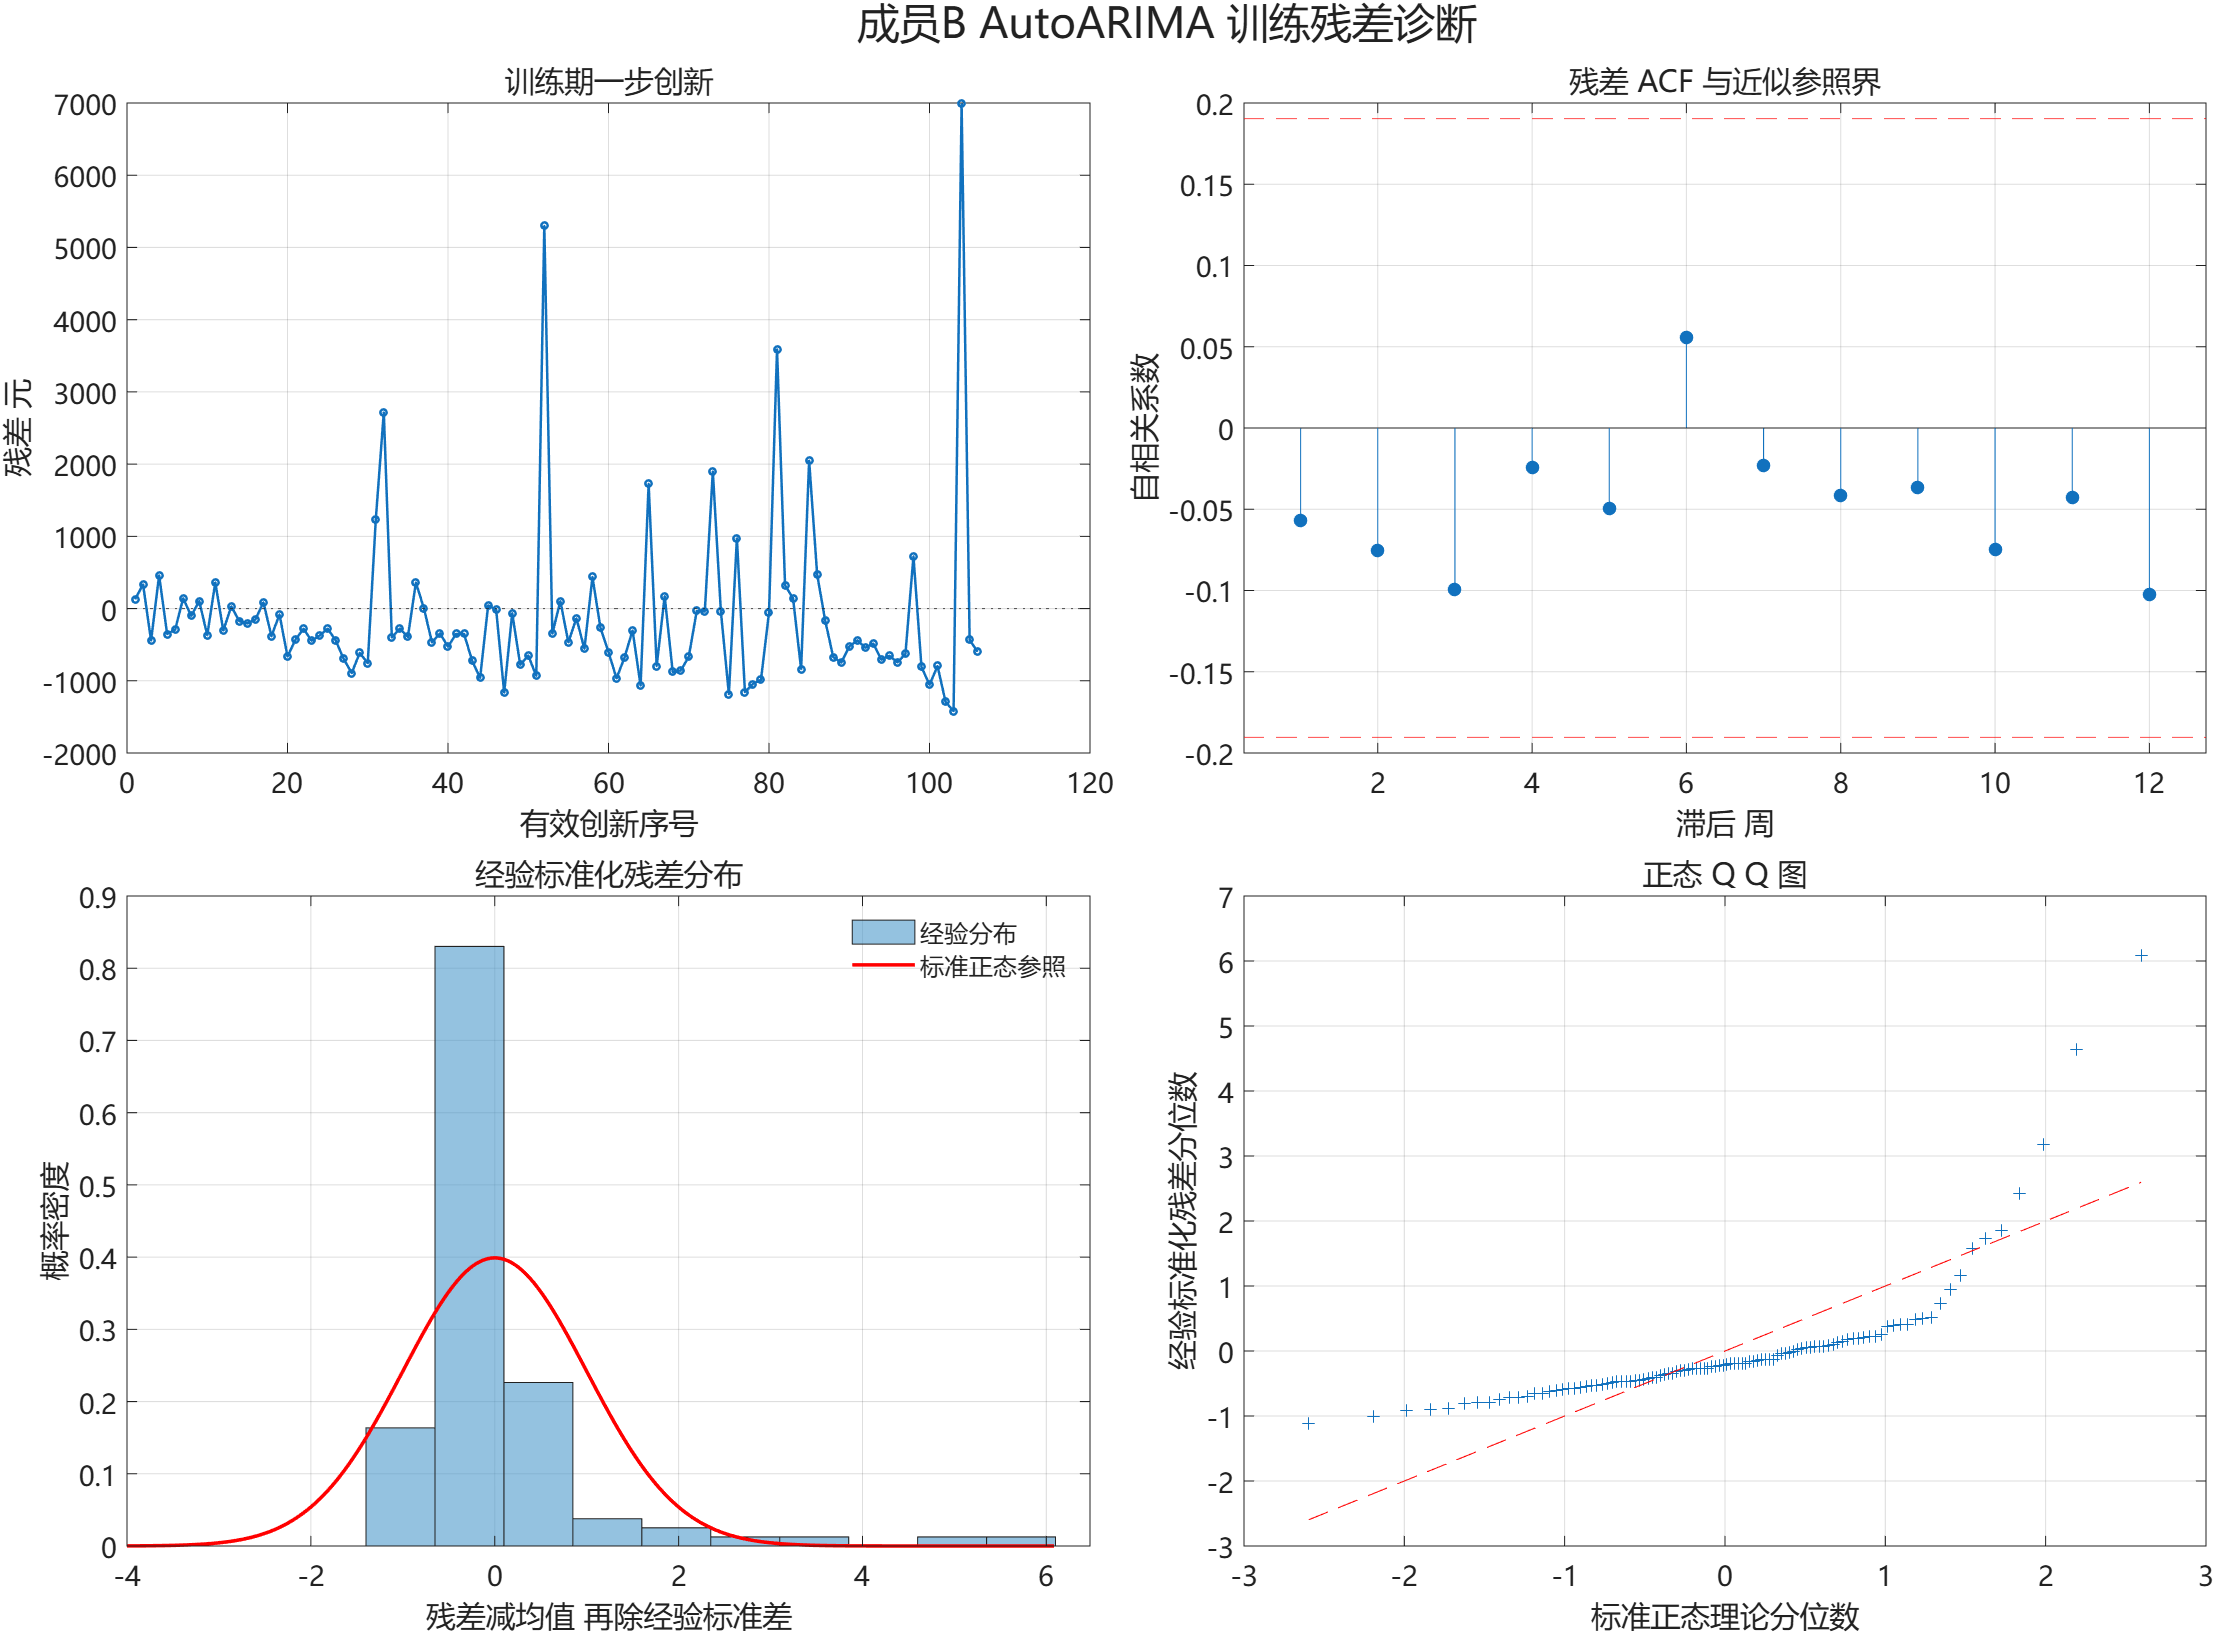 成员B AutoARIMA 训练残差诊断
训练期一步创新
7000
6000
5000
4000
3000
2000
1000
0
-1000
-2000
0 20 40 60 80 100 120
残差 元
有效创新序号
残差 ACF 与近似参照界
0.2
0.15
0.1
0.05
0
-0.05
-0.1
-0.15
-0.2
2 4 6 8 10 12
自相关系数
滞后 周
经验标准化残差分布
0.9
0.8
0.7
0.6
0.5
0.4
0.3
0.2
0.1
0
-4 -2 0 2 4 6
概率密度
残差减均值 再除经验标准差
经验分布
标准正态参照
正态 Q Q 图
7
6
5
4
3
2
1
0
-1
-2
-3
-3 -2 -1 0 1 2 3
经验标准化残差分位数
标准正态理论分位数